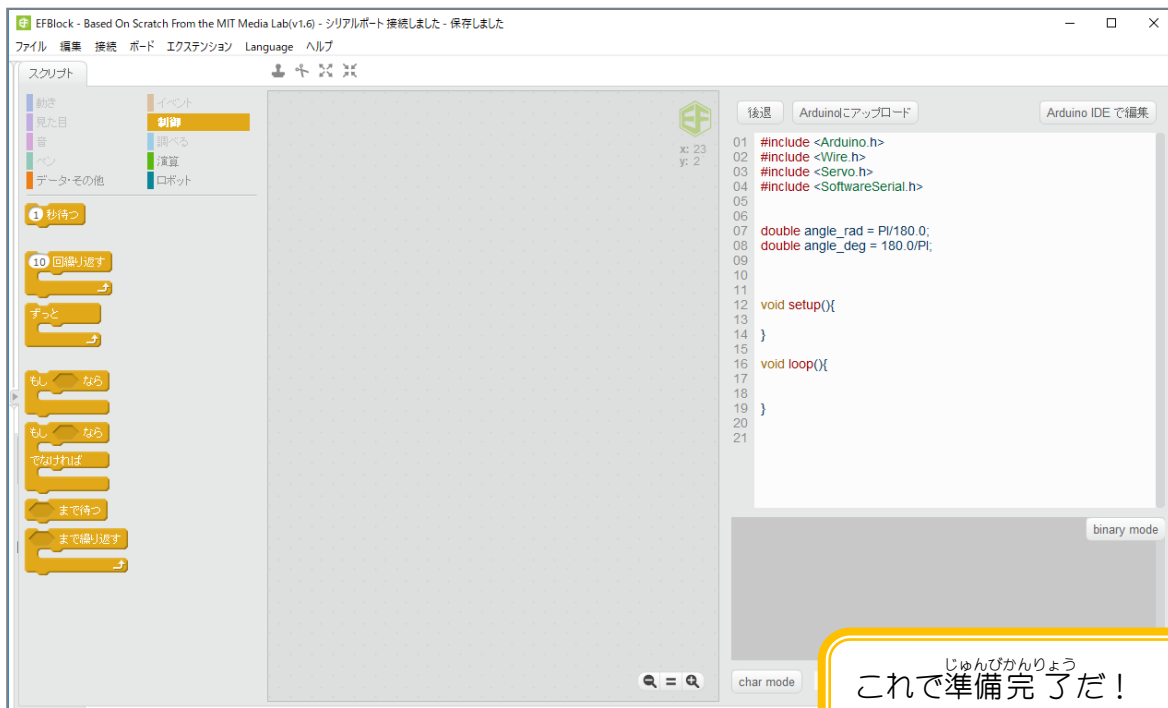 EFBlock - Based On Scratch From the MIT Media Lab(v1.6) - シリアルポート 接続しました - 保存しました
ファイル 編集 接続 ボード エクステンション Language ヘルプ
スクリプト
動き イベント
見た目 制御
音 調べる
ペン 演算
データ・その他 ロボット
1 秒待つ
10 回繰り返す
ずっと
もし なら
もし なら
でなければ
まで待つ
まで繰り返す
EF
x: 23
y: 2
後退 Arduinoにアップロード Arduino IDE で編集
01 #include <Arduino.h>
02 #include <Wire.h>
03 #include <Servo.h>
04 #include <SoftwareSerial.h>
05
06
07 double angle_rad = PI/180.0;
08 double angle_deg = 180.0/PI;
09
10
11
12 void setup(){
13
14 }
15
16 void loop(){
17
18
19 }
20
21
binary mode
char mode
じゅんびかんりょう
これで準備完了だ！